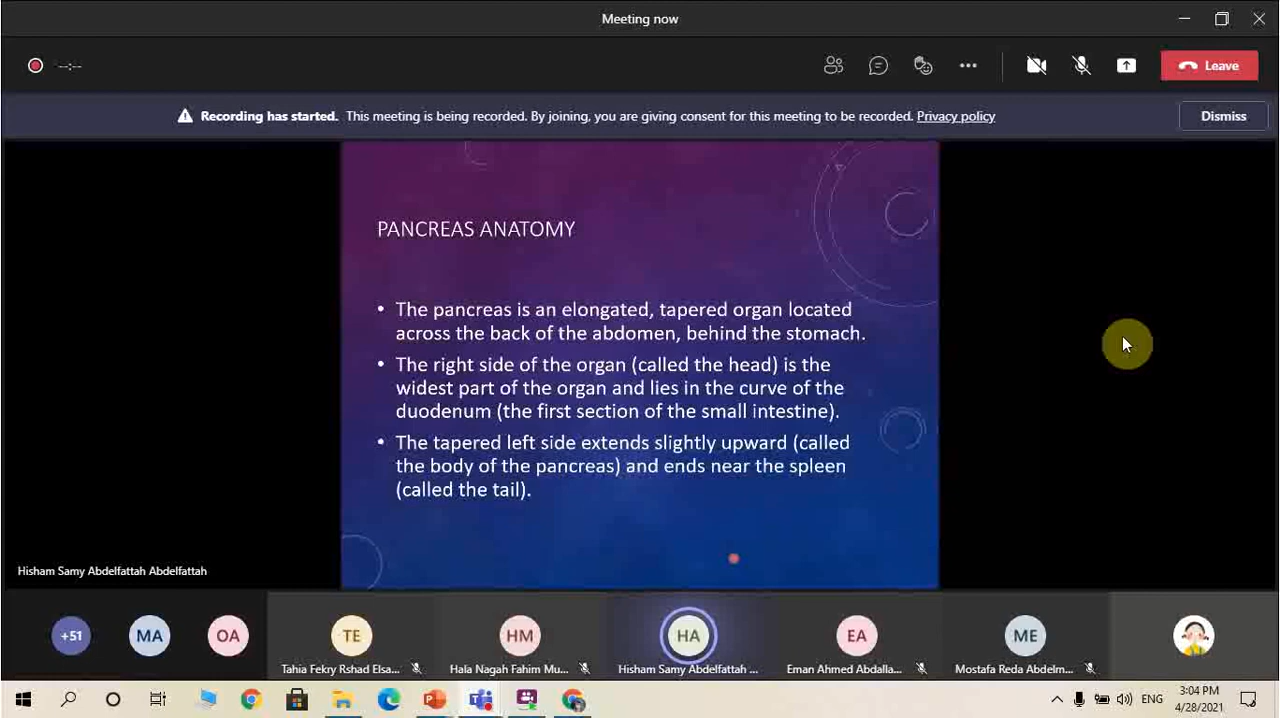 Meeting now
--:--
Leave
Recording has started. This meeting is being recorded. By joining, you are giving consent for this meeting to be recorded. Privacy policy
Dismiss
PANCREAS ANATOMY
• The pancreas is an elongated, tapered organ located
across the back of the abdomen, behind the stomach.
• The right side of the organ (called the head) is the
widest part of the organ and lies in the curve of the
duodenum (the first section of the small intestine).
• The tapered left side extends slightly upward (called
the body of the pancreas) and ends near the spleen
(called the tail).
Hisham Samy Abdelfattah Abdelfattah
+51
MA
OA
TE
HM
HA
EA
ME
Tahia Fekry Rshad Elsa...
Hala Nagah Fahim Mu...
Hisham Samy Abdelfattah ...
Eman Ahmed Abdalla...
Mostafa Reda Abdelm...
ENG
3:04 PM
4/28/2021